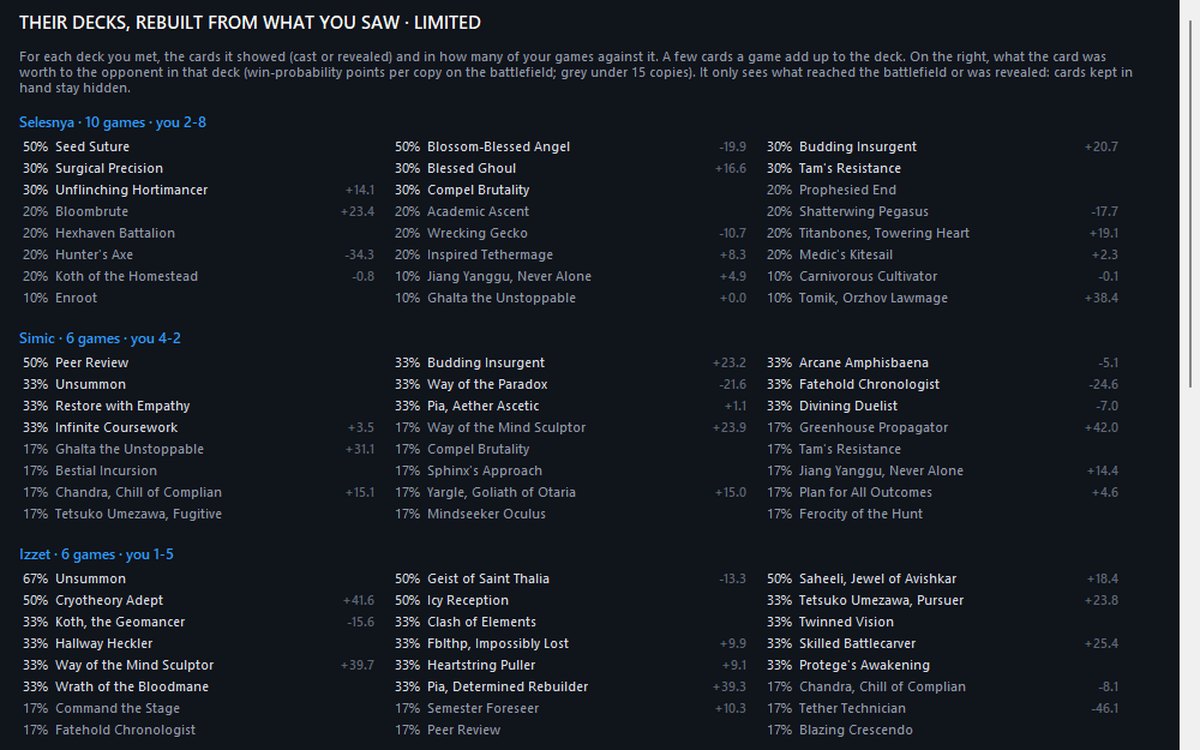 THEIR DECKS, REBUILT FROM WHAT YOU SAW · LIMITED
For each deck you met, the cards it showed (cast or revealed) and in how many of your games against it. A few cards a game add up to the deck. On the right, what the card was
worth to the opponent in that deck (win-probability points per copy on the battlefield; grey under 15 copies). It only sees what reached the battlefield or was revealed: cards kept in
hand stay hidden.
Selesnya · 10 games · you 2-8
50% Seed Suture 50% Blossom-Blessed Angel -19.9 30% Budding Insurgent +20.7
30% Surgical Precision 30% Blessed Ghoul +16.6 30% Tam's Resistance
30% Unflinching Hortimancer +14.1 30% Compel Brutality 20% Prophesied End
20% Bloombrute +23.4 20% Academic Ascent 20% Shatterwing Pegasus -17.7
20% Hexhaven Battalion 20% Wrecking Gecko -10.7 20% Titanbones, Towering Heart +19.1
20% Hunter's Axe -34.3 20% Inspired Tethermage +8.3 20% Medic's Kitesail +2.3
20% Koth of the Homestead -0.8 10% Jiang Yanggu, Never Alone +4.9 10% Carnivorous Cultivator -0.1
10% Enroot 10% Ghalta the Unstoppable +0.0 10% Tomik, Orzhov Lawmage +38.4
Simic · 6 games · you 4-2
50% Peer Review 33% Budding Insurgent +23.2 33% Arcane Amphisbaena -5.1
33% Unsummon 33% Way of the Paradox -21.6 33% Fatehold Chronologist -24.6
33% Restore with Empathy 33% Pia, Aether Ascetic +1.1 33% Divining Duelist -7.0
33% Infinite Coursework +3.5 17% Way of the Mind Sculptor +23.9 17% Greenhouse Propagator +42.0
17% Ghalta the Unstoppable +31.1 17% Compel Brutality 17% Tam's Resistance
17% Bestial Incursion 17% Sphinx's Approach 17% Jiang Yanggu, Never Alone +14.4
17% Chandra, Chill of Complian +15.1 17% Yargle, Goliath of Otaria +15.0 17% Plan for All Outcomes +4.6
17% Tetsuko Umezawa, Fugitive 17% Mindseeker Oculus 17% Ferocity of the Hunt
Izzet · 6 games · you 1-5
67% Unsummon 50% Geist of Saint Thalia -13.3 50% Saheeli, Jewel of Avishkar +18.4
50% Cryotheory Adept +41.6 50% Icy Reception 33% Tetsuko Umezawa, Pursuer +23.8
33% Koth, the Geomancer -15.6 33% Clash of Elements 33% Twinned Vision
33% Hallway Heckler 33% Fblthp, Impossibly Lost +9.9 33% Skilled Battlecarver +25.4
33% Way of the Mind Sculptor +39.7 33% Heartstring Puller +9.1 33% Protege's Awakening
33% Wrath of the Bloodmane 33% Pia, Determined Rebuilder +39.3 17% Chandra, Chill of Complian -8.1
17% Command the Stage 17% Semester Foreseer +10.3 17% Tether Technician -46.1
17% Fatehold Chronologist 17% Peer Review 17% Blazing Crescendo